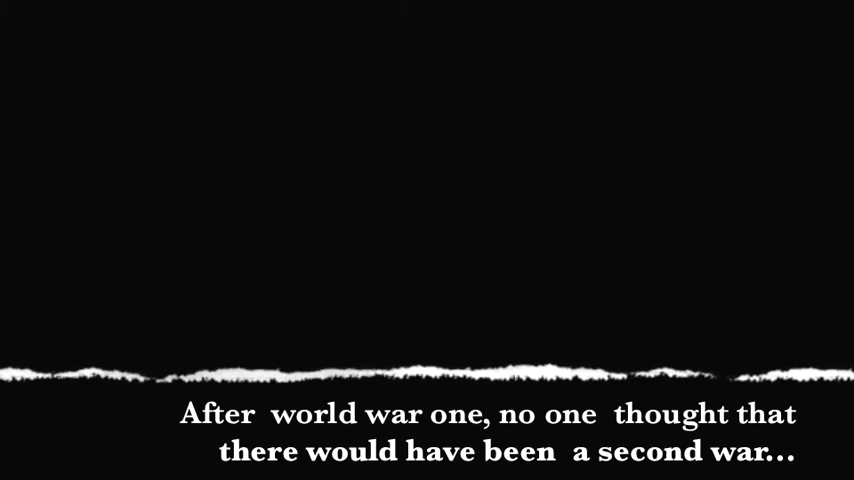 After world war one, no one thought that
there would have been a second war...